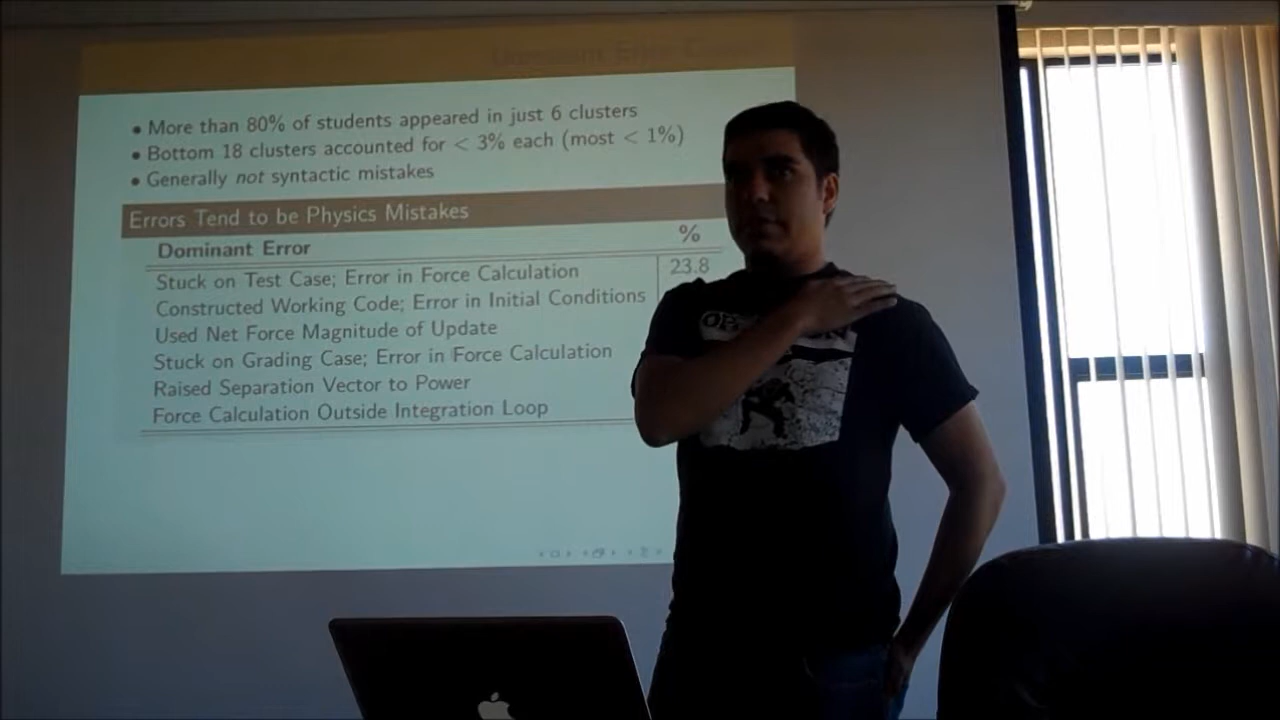 • More than 80% of students appeared in just 6 clusters
• Bottom 18 clusters accounted for < 3% each (most < 1%)
• Generally not syntactic mistakes
Errors Tend to be Physics Mistakes
Dominant Error %
Stuck on Test Case; Error in Force Calculation 23.8
Constructed Working Code; Error in Initial Conditions
Used Net Force Magnitude of Update
Stuck on Grading Case; Error in Force Calculation
Raised Separation Vector to Power
Force Calculation Outside Integration Loop